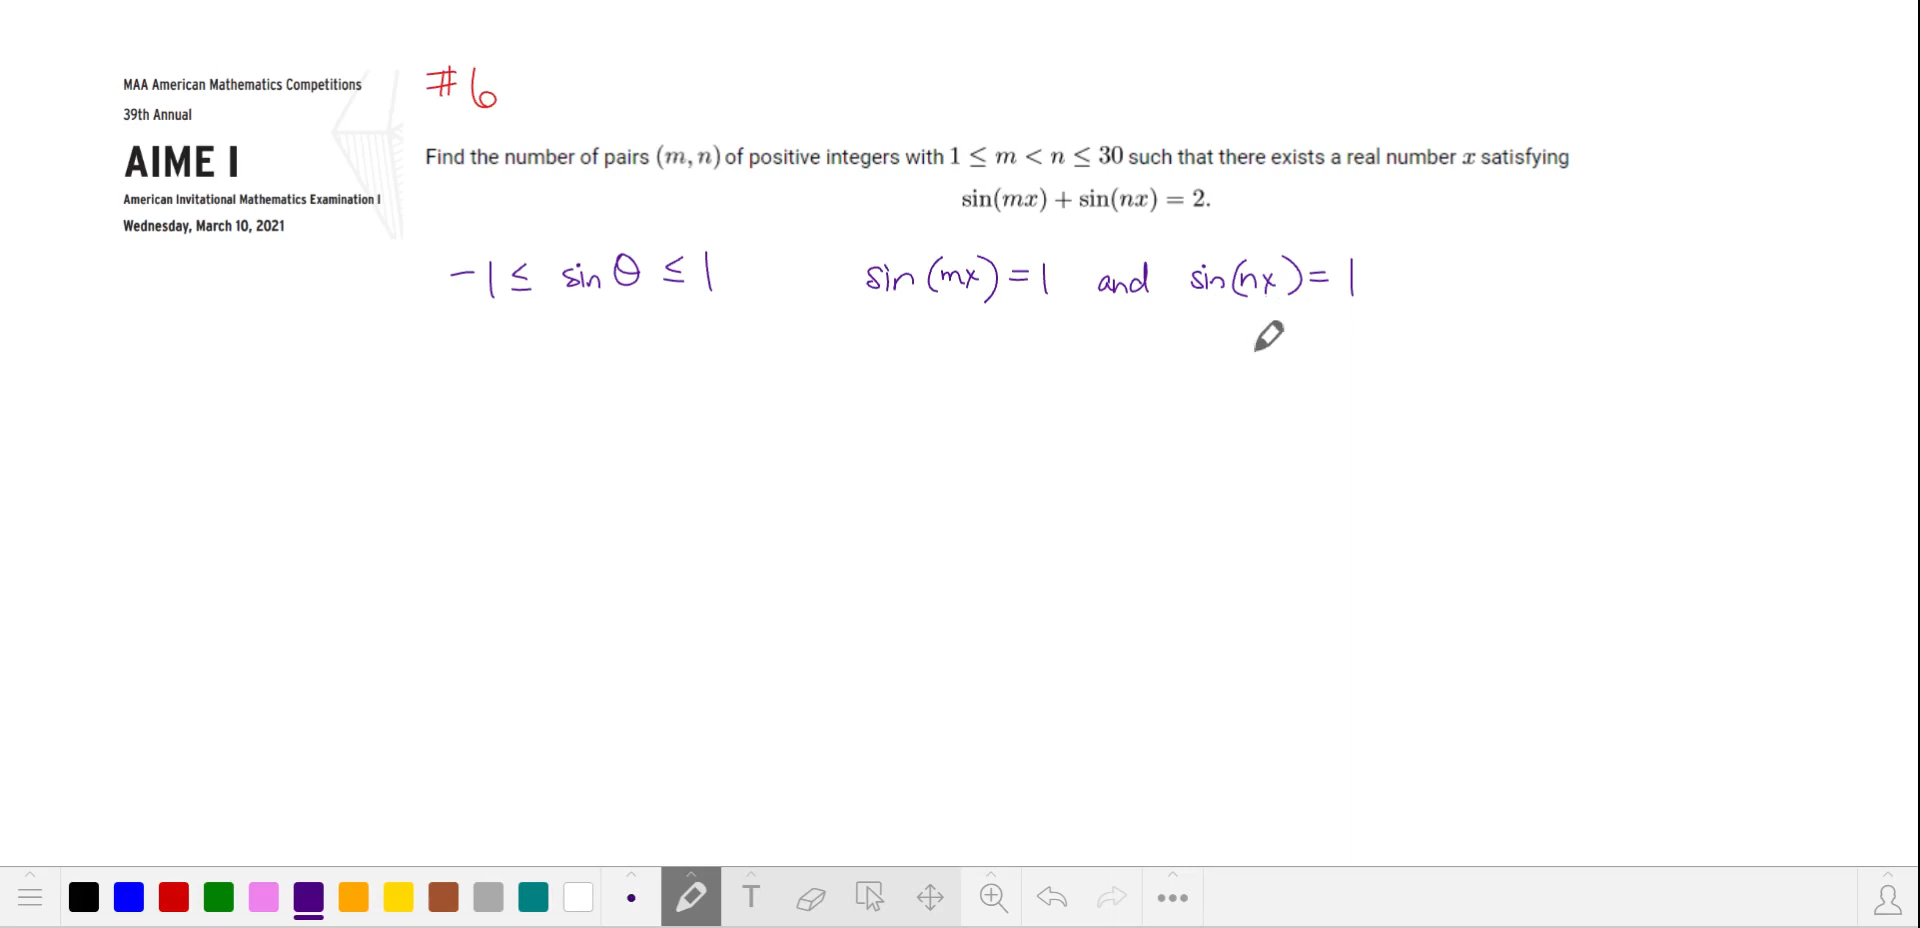 MAA American Mathematics Competitions
39th Annual
AIME I
American Invitational Mathematics Examination I
Wednesday, March 10, 2021
#6
Find the number of pairs (m, n) of positive integers with 1 ≤ m < n ≤ 30 such that there exists a real number x satisfying
sin(mx) + sin(nx) = 2.
-1 ≤ sin θ ≤ 1
sin(mx) = 1 and sin(nx) = 1
T